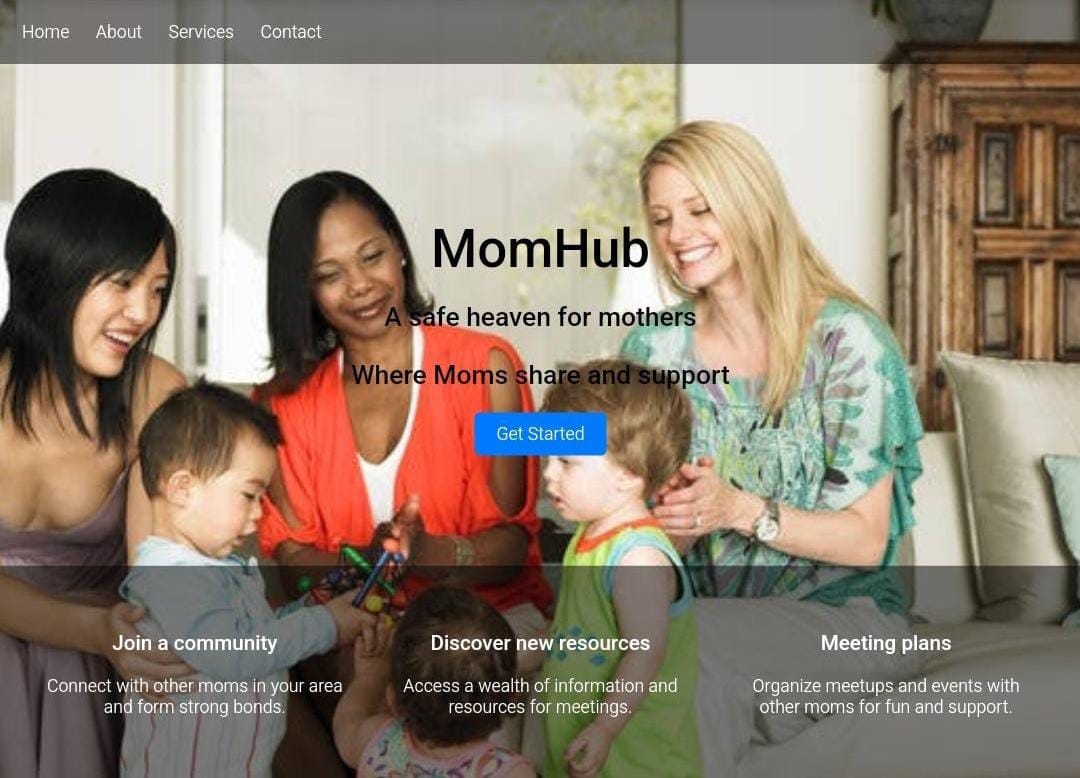 Home About Services Contact
MomHub
A safe heaven for mothers
Where Moms share and support
Get Started
Join a community
Connect with other moms in your area
and form strong bonds.
Discover new resources
Access a wealth of information and
resources for meetings.
Meeting plans
Organize meetups and events with
other moms for fun and support.